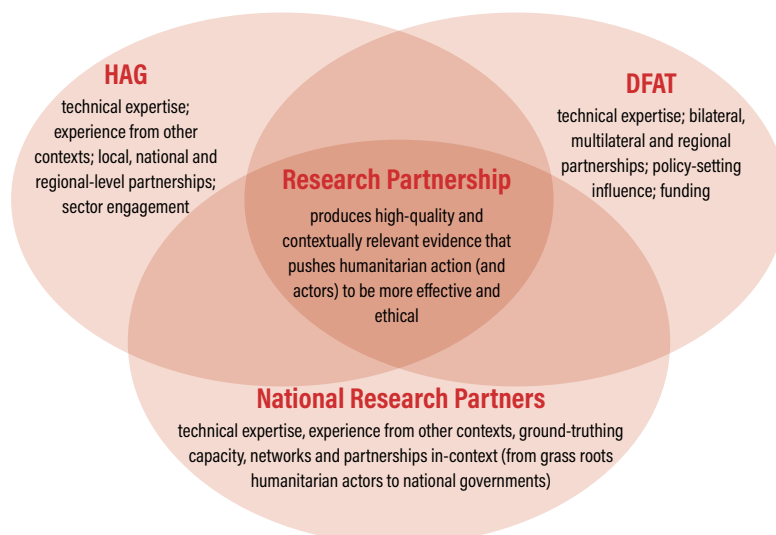 HAG
technical expertise;
experience from other
contexts; local, national and
regional-level partnerships;
sector engagement
DFAT
technical expertise; bilateral,
multilateral and regional
partnerships; policy-setting
influence; funding
Research Partnership
produces high-quality and
contextually relevant evidence that
pushes humanitarian action (and
actors) to be more effective and
ethical
National Research Partners
technical expertise, experience from other contexts, ground-truthing
capacity, networks and partnerships in-context (from grass roots
humanitarian actors to national governments)